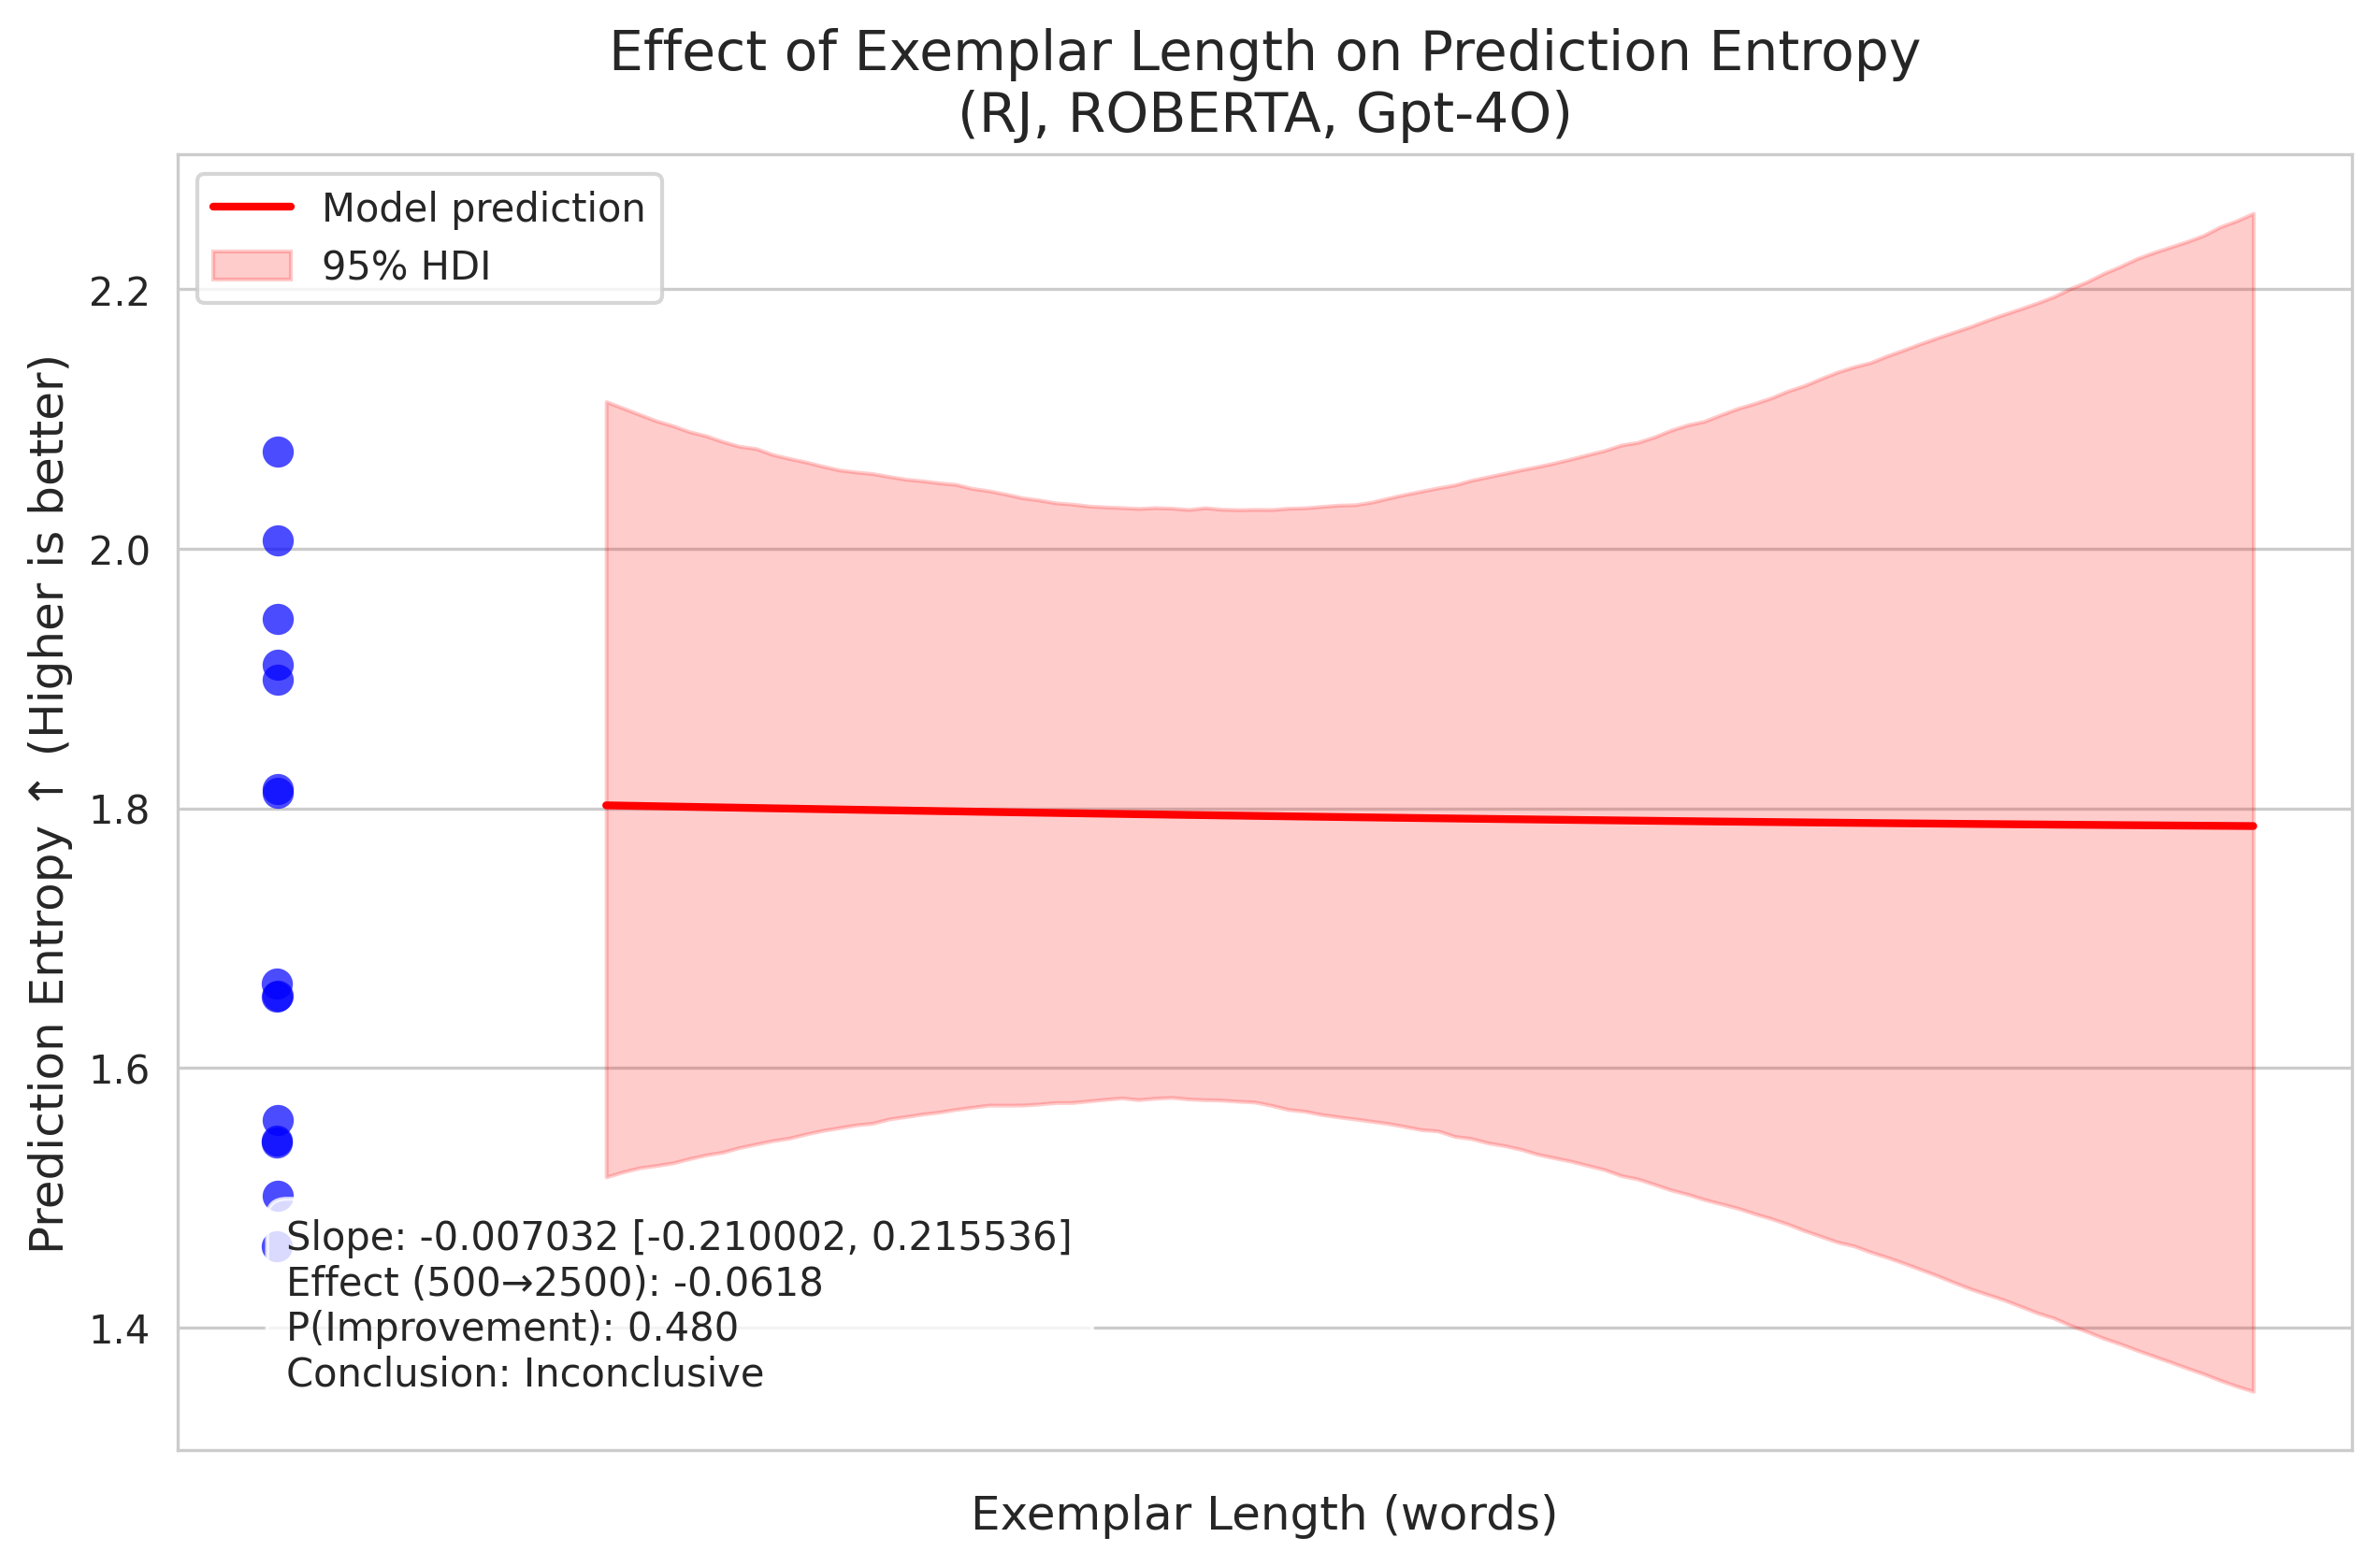 Effect of Exemplar Length on Prediction Entropy
(RJ, ROBERTA, Gpt-4O)
Model prediction
95% HDI
Prediction Entropy ↑ (Higher is better)
2.2
2.0
1.8
1.6
1.4
Slope: -0.007032 [-0.210002, 0.215536]
Effect (500→2500): -0.0618
P(Improvement): 0.480
Conclusion: Inconclusive
Exemplar Length (words)